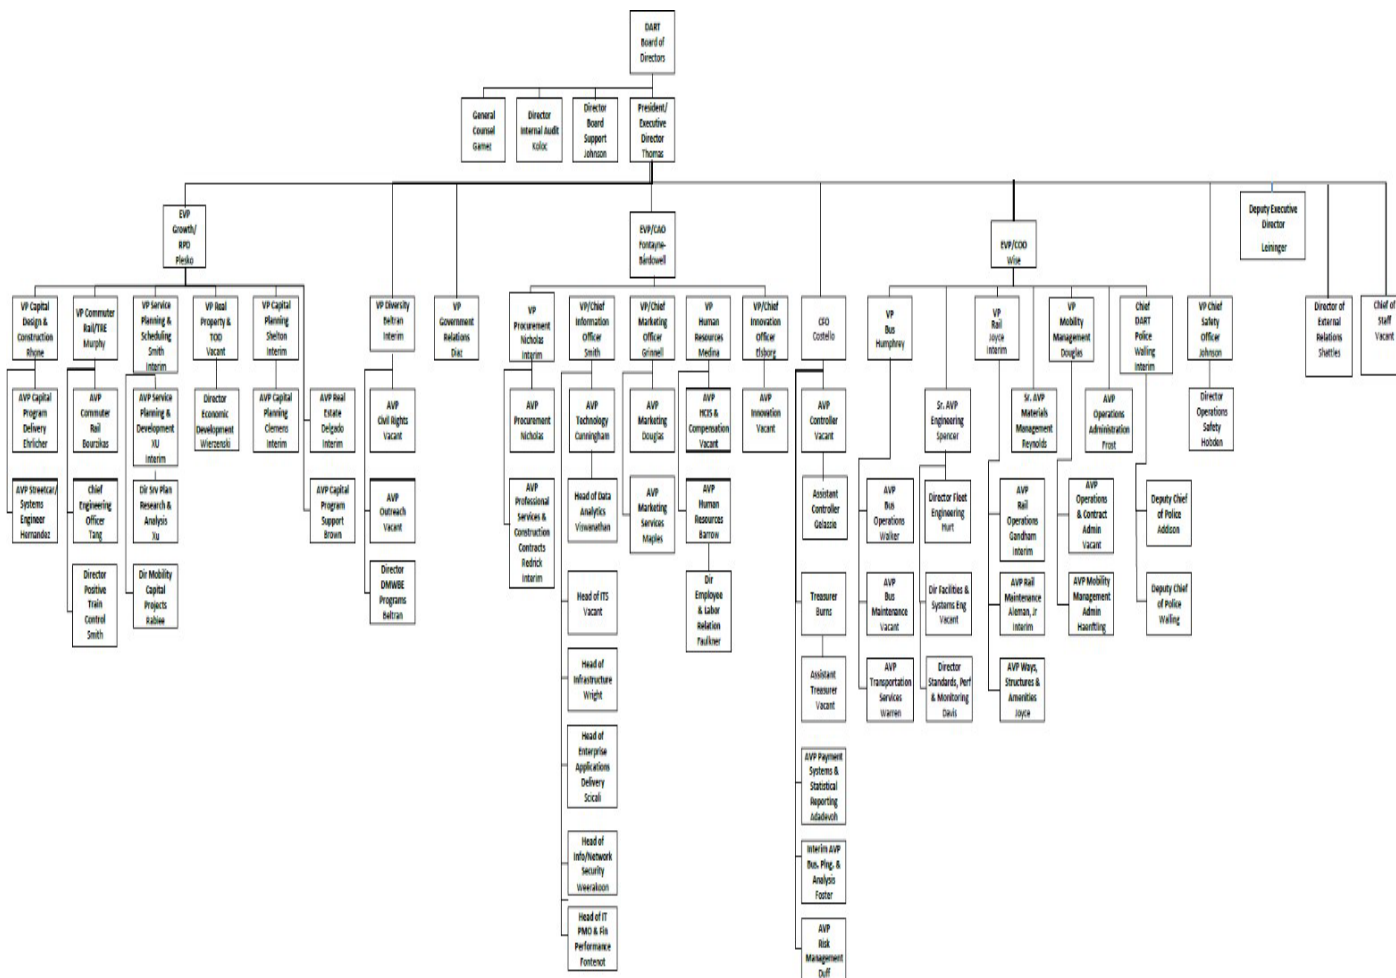 DART
Board of
Directors
General
Counsel
Gamez
Director
Internal Audit
Koloc
Director
Board
Support
Johnson
President/
Executive
Director
Thomas
EVP
Growth/
RPD
Plesko
EVP/CAO
Fontayne-
Bardowell
EVP/COO
Wise
Deputy Executive
Director
Leininger
VP Capital
Design &
Construction
Rhone
VP Commuter
Rail/TRE
Murphy
VP Service
Planning &
Scheduling
Smith
Interim
VP Real
Property &
TOD
Vacant
VP Capital
Planning
Shelton
Interim
VP Diversity
Beltran
Interim
VP
Government
Relations
Diaz
VP
Procurement
Nicholas
Interim
VP/Chief
Information
Officer
Smith
VP/Chief
Marketing
Officer
Grinnell
VP
Human
Resources
Medina
VP/Chief
Innovation
Officer
Elsborg
CFO
Costello
VP
Bus
Humphrey
VP
Rail
Joyce
Interim
VP
Mobility
Management
Douglas
Chief
DART
Police
Walling
Interim
VP Chief
Safety
Officer
Johnson
Director of
External
Relations
Shatties
Chief of
Staff
Vacant
AVP Capital
Program
Delivery
Ehrlicher
AVP
Commuter
Rail
Bourzikas
AVP Service
Planning &
Development
XU
Interim
Director
Economic
Development
Wierzenski
AVP Capital
Planning
Clemens
Interim
AVP Real
Estate
Delgado
Interim
AVP
Civil Rights
Vacant
AVP
Procurement
Nicholas
AVP
Technology
Cunningham
AVP
Marketing
Douglas
AVP
HCIS &
Compensation
Vacant
AVP
Innovation
Vacant
AVP
Controller
Vacant
Sr. AVP
Engineering
Spencer
Sr. AVP
Materials
Management
Reynolds
AVP
Operations
Administration
Frost
Director
Operations
Safety
Hobden
AVP Streetcar/
Systems
Engineer
Hernandez
Chief
Engineering
Officer
Tang
Dir Srv Plan
Research &
Analysis
Xu
AVP Capital
Program
Support
Brown
AVP
Outreach
Vacant
AVP
Professional
Services &
Construction
Contracts
Redrick
Interim
Head of Data
Analytics
Viswanathan
AVP
Marketing
Services
Maples
AVP
Human
Resources
Barrow
Assistant
Controller
Gelassie
AVP
Bus
Operations
Walker
Director Fleet
Engineering
Hurt
AVP
Rail
Operations
Gandham
Interim
AVP
Operations
& Contract
Admin
Vacant
Deputy Chief
of Police
Addison
Director
Positive
Train
Control
Smith
Dir Mobility
Capital
Projects
Rabiee
Director
DMWBE
Programs
Beltran
Head of ITS
Vacant
Dir
Employee
& Labor
Relation
Faulkner
Treasurer
Burns
AVP
Bus
Maintenance
Vacant
Dir Facilities &
Systems Eng
Vacant
AVP Rail
Maintenance
Aleman, Jr
Interim
AVP Mobility
Management
Admin
Haenftling
Deputy Chief
of Police
Walling
Head of
Infrastructure
Wright
Assistant
Treasurer
Vacant
AVP
Transportation
Services
Warren
Director
Standards, Perf
& Monitoring
Davis
AVP Ways,
Structures &
Amenities
Joyce
Head of
Enterprise
Applications
Delivery
Scicali
AVP Payment
Systems &
Statistical
Reporting
Adadevoh
Head of
Info/Network
Security
Weerakoon
Interim AVP
Bus. Plng. &
Analysis
Foster
Head of IT
PMO & Fin
Performance
Fontenot
AVP
Risk
Management
Duff